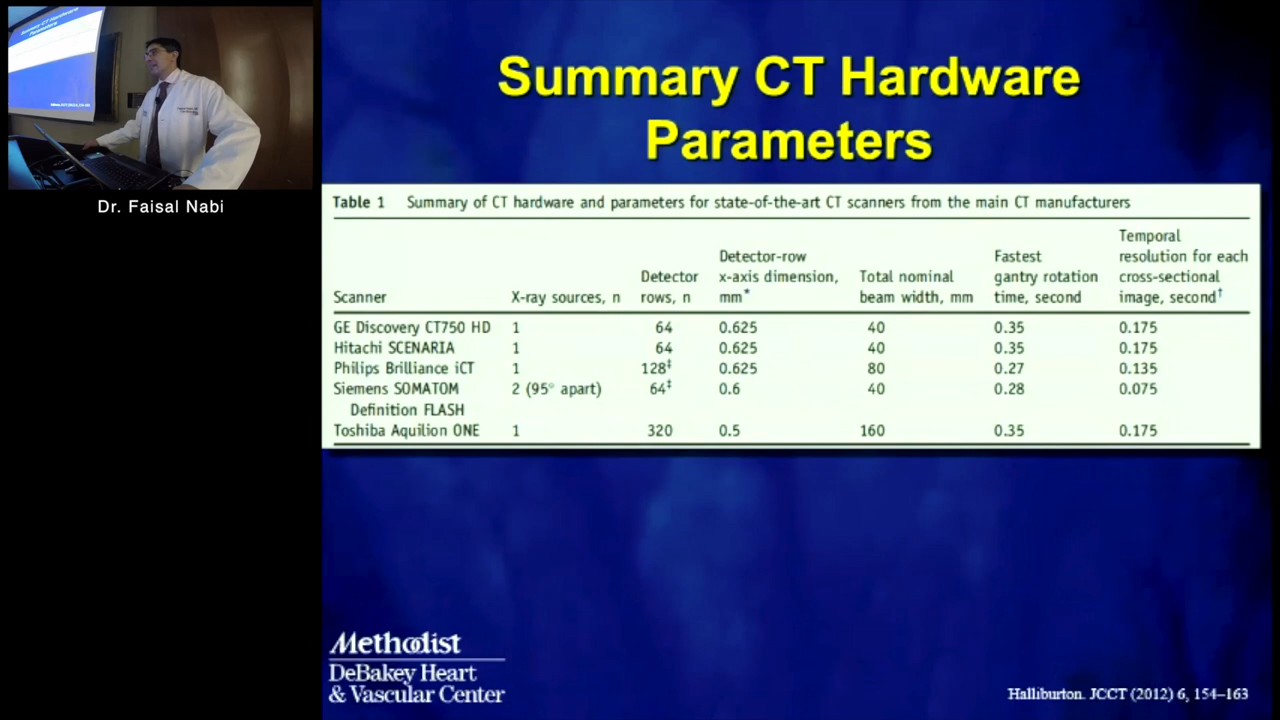 Summary CT Hardware
Parameters
Dr. Faisal Nabi
Summary CT Hardware
Parameters
Table 1 Summary of CT hardware and parameters for state-of-the-art CT scanners from the main CT manufacturers
Scanner X-ray sources, n Detector rows, n Detector-row x-axis dimension, mm* Total nominal beam width, mm Fastest gantry rotation time, second Temporal resolution for each cross-sectional image, second†
GE Discovery CT750 HD 1 64 0.625 40 0.35 0.175
Hitachi SCENARIA 1 64 0.625 40 0.35 0.175
Philips Brilliance iCT 1 128‡ 0.625 80 0.27 0.135
Siemens SOMATOM 2 (95° apart) 64‡ 0.6 40 0.28 0.075
Definition FLASH
Toshiba Aquilion ONE 1 320 0.5 160 0.35 0.175
Methodist
DeBakey Heart
& Vascular Center
Halliburton. JCCT (2012) 6, 154–163